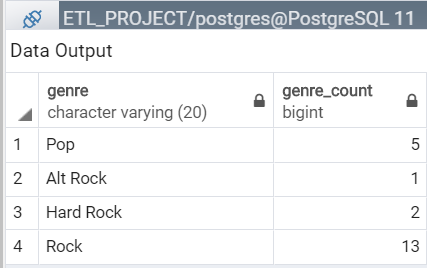 ETL_PROJECT/postgres@PostgreSQL 11
Data Output
genre genre_count
character varying (20) bigint
1 Pop 5
2 Alt Rock 1
3 Hard Rock 2
4 Rock 13